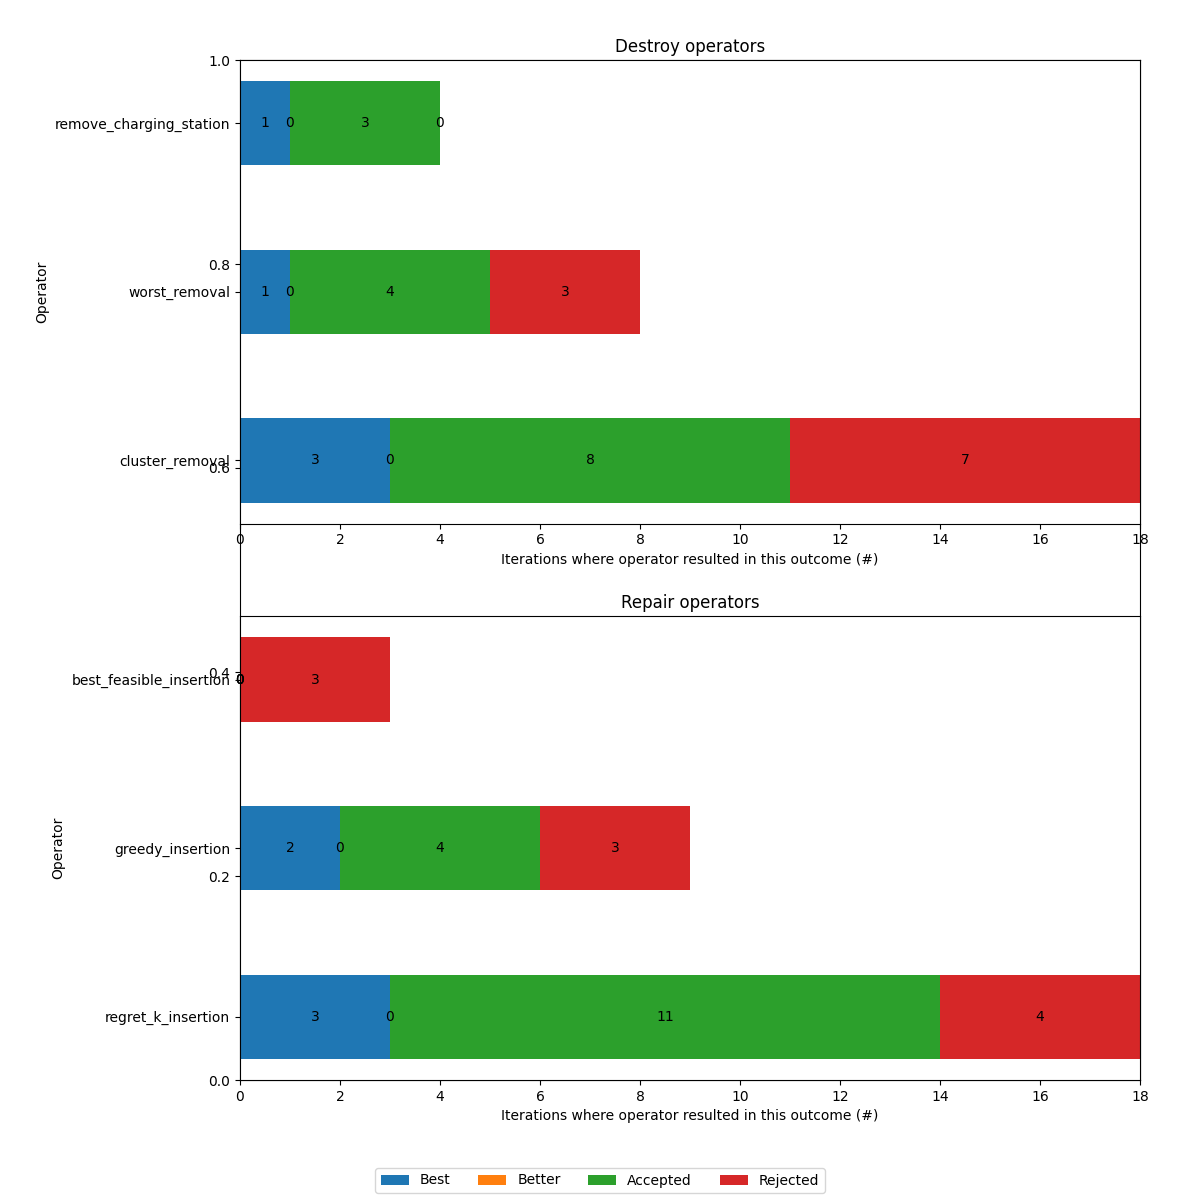 Destroy operators
1.0
remove_charging_station 1 0 3 0
0.8
Operator
worst_removal 1 0 4 3
cluster_removal 3 0 8 7
0.6
0 2 4 6 8 10 12 14 16 18
Iterations where operator resulted in this outcome (#)
Repair operators
0.4
best_feasible_insertion 0 3
Operator
greedy_insertion 2 0 4 3
0.2
regret_k_insertion 3 0 11 4
0.0
0 2 4 6 8 10 12 14 16 18
Iterations where operator resulted in this outcome (#)
Best Better Accepted Rejected